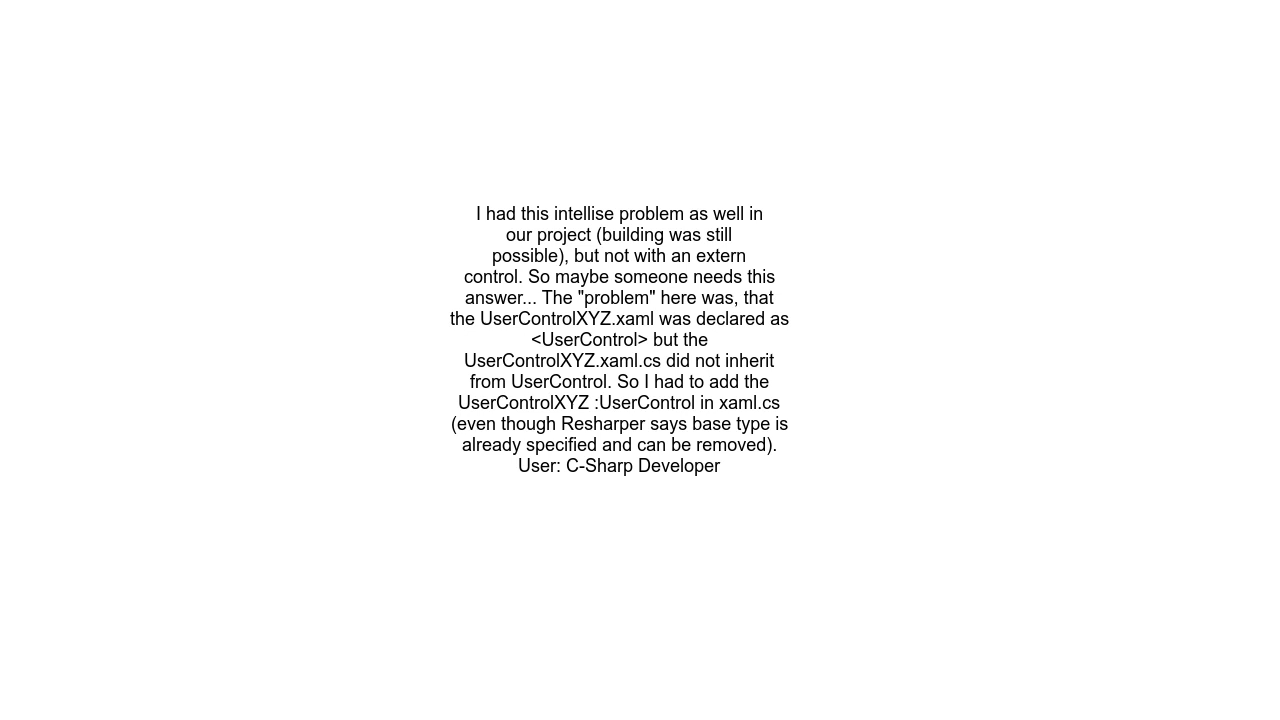 I had this intellise problem as well in
our project (building was still
possible), but not with an extern
control. So maybe someone needs this
answer... The "problem" here was, that
the UserControlXYZ.xaml was declared as
<UserControl> but the
UserControlXYZ.xaml.cs did not inherit
from UserControl. So I had to add the
UserControlXYZ :UserControl in xaml.cs
(even though Resharper says base type is
already specified and can be removed).
User: C-Sharp Developer